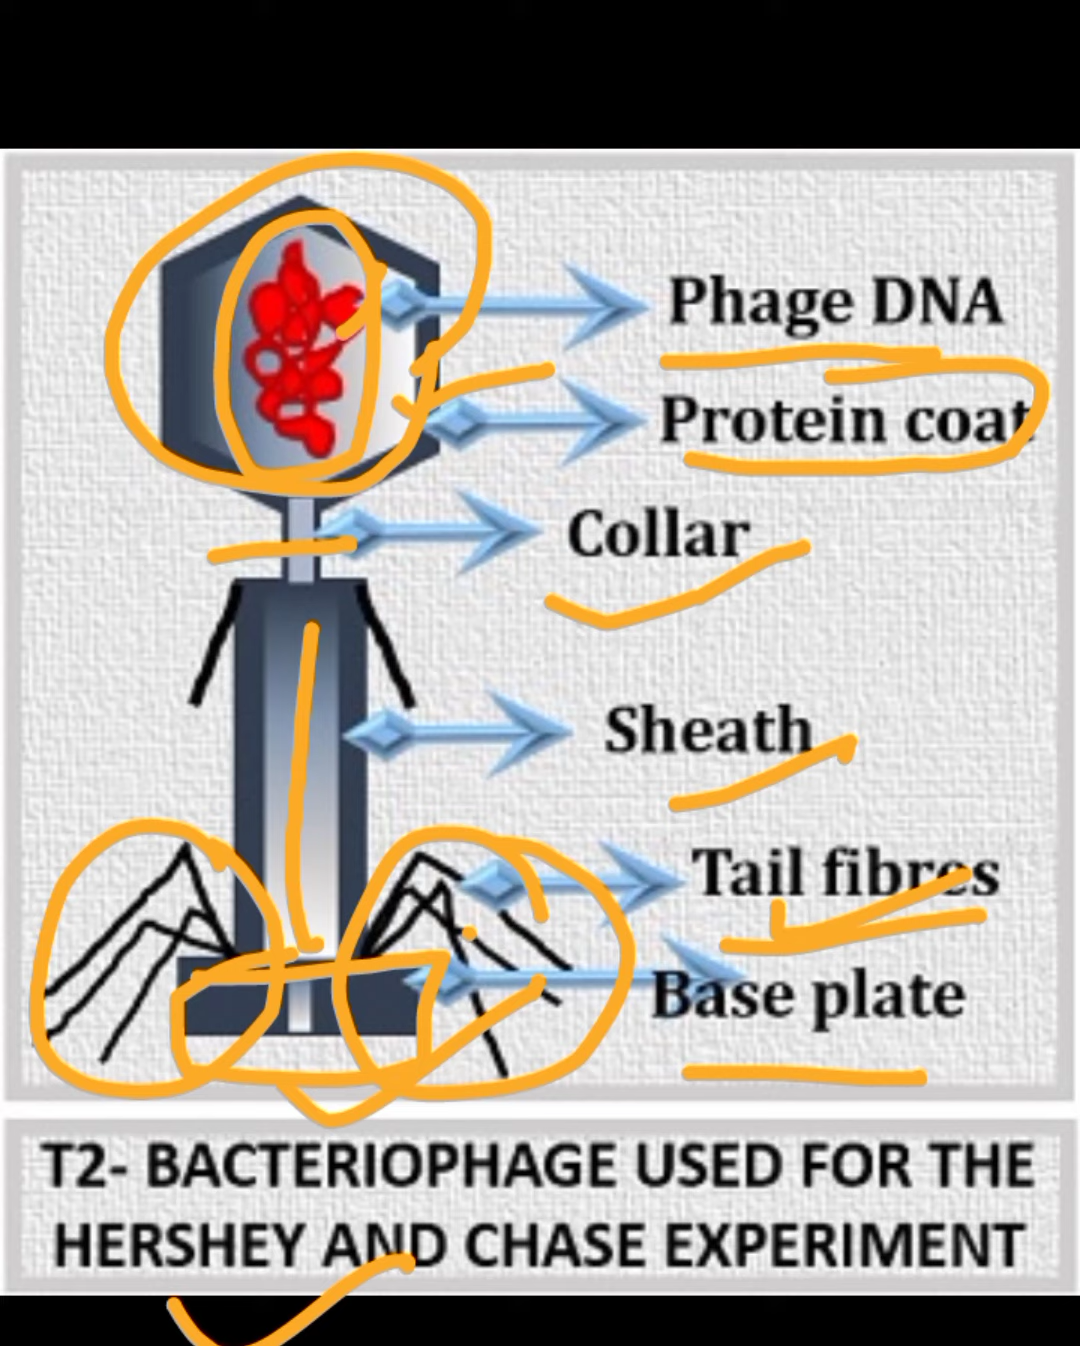 Phage DNA
Protein coat
Collar
Sheath
Tail fibres
Base plate
T2- BACTERIOPHAGE USED FOR THE
HERSHEY AND CHASE EXPERIMENT